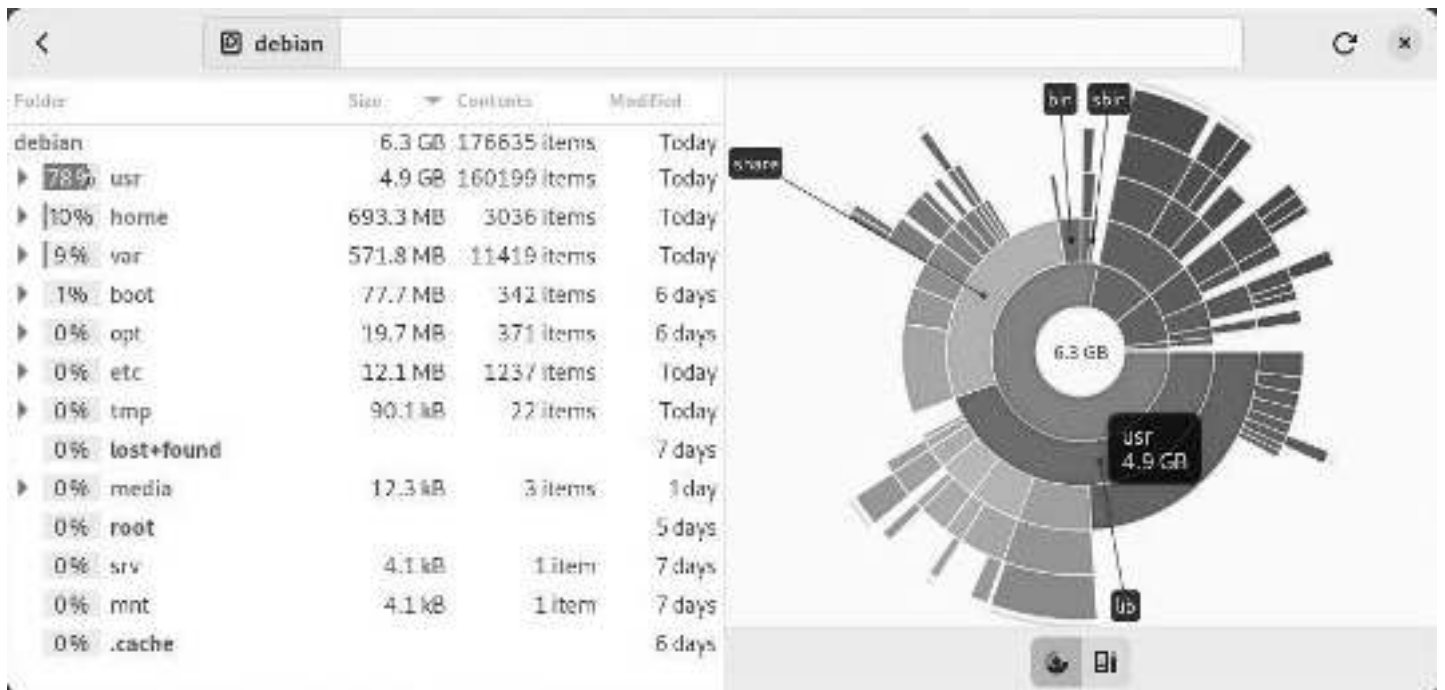 debian
Folder Size Contents Modified
debian 6.3 GB 176635 items Today
78% usr 4.9 GB 160199 items Today
10% home 693.3 MB 3036 items Today
9% var 571.8 MB 11419 items Today
1% boot 77.7 MB 342 items 6 days
0% opt 19.7 MB 371 items 6 days
0% etc 12.1 MB 1237 items Today
0% tmp 90.1 kB 22 items Today
0% lost+found 7 days
0% media 12.3 kB 3 items 1 day
0% root 5 days
0% srv 4.1 kB 1 item 7 days
0% mnt 4.1 kB 1 item 7 days
0% .cache 6 days
bin sbin
share
6.3 GB
usr
4.9 GB
lib